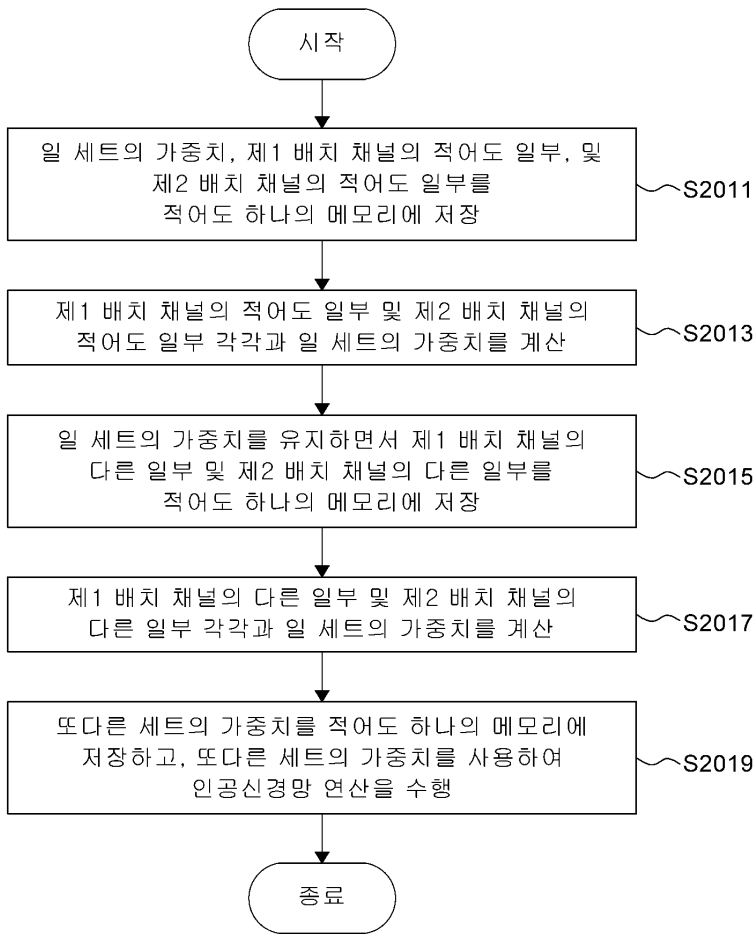 시작
일 세트의 가중치, 제1 배치 채널의 적어도 일부, 및
제2 배치 채널의 적어도 일부를
적어도 하나의 메모리에 저장
S2011
제1 배치 채널의 적어도 일부 및 제2 배치 채널의
적어도 일부 각각과 일 세트의 가중치를 계산
S2013
일 세트의 가중치를 유지하면서 제1 배치 채널의
다른 일부 및 제2 배치 채널의 다른 일부를
적어도 하나의 메모리에 저장
S2015
제1 배치 채널의 다른 일부 및 제2 배치 채널의
다른 일부 각각과 일 세트의 가중치를 계산
S2017
또다른 세트의 가중치를 적어도 하나의 메모리에
저장하고, 또다른 세트의 가중치를 사용하여
인공신경망 연산을 수행
S2019
종료